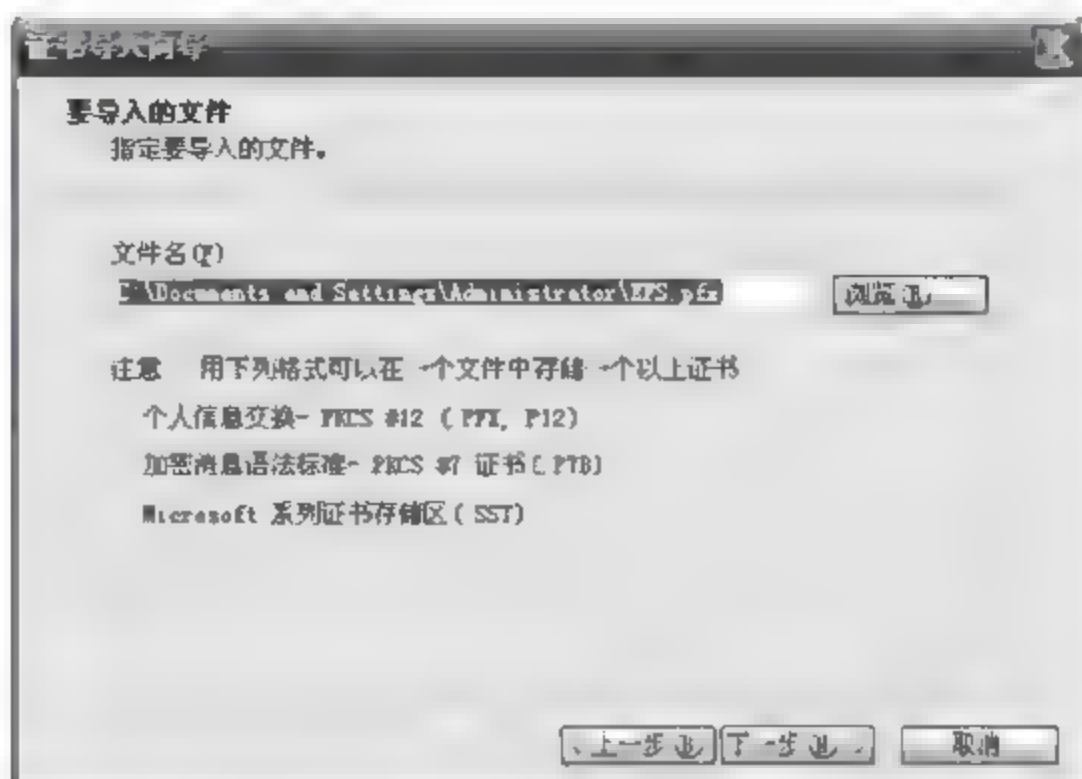 证书导入向导
要导入的文件
指定要导入的文件。
文件名(F)
C:\Documents and Settings\Administrator\EFS.pfx 浏览(R)
注意 用下列格式可以在一个文件中存储一个以上证书
个人信息交换- PKCS #12 (.PFX,.P12)
加密消息语法标准- PKCS #7 证书(.P7B)
Microsoft 系列证书存储区(.SST)
<上一步(B) 下一步(N)> 取消